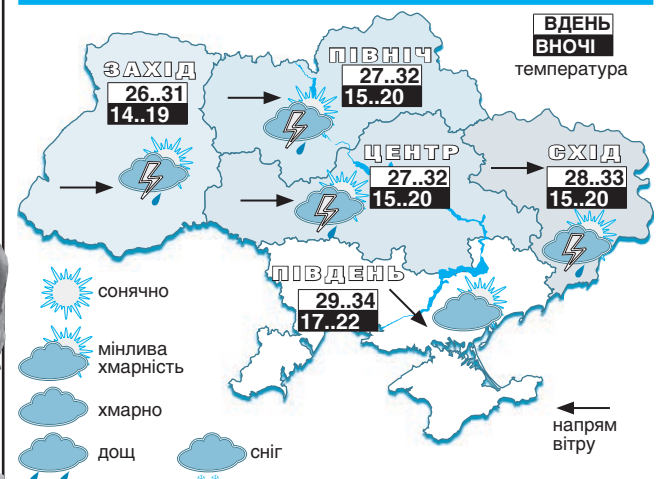 ВДЕНЬ
ВНОЧІ
температура
ПІВНІЧ
27..32
15..20
ЗАХІД
26..31
14..19
ЦЕНТР
27..32
15..20
СХІД
28..33
15..20
ПІВДЕНЬ
29..34
17..22
сонячно
мінлива
хмарність
хмарно
дощ
сніг
напрям
вітру